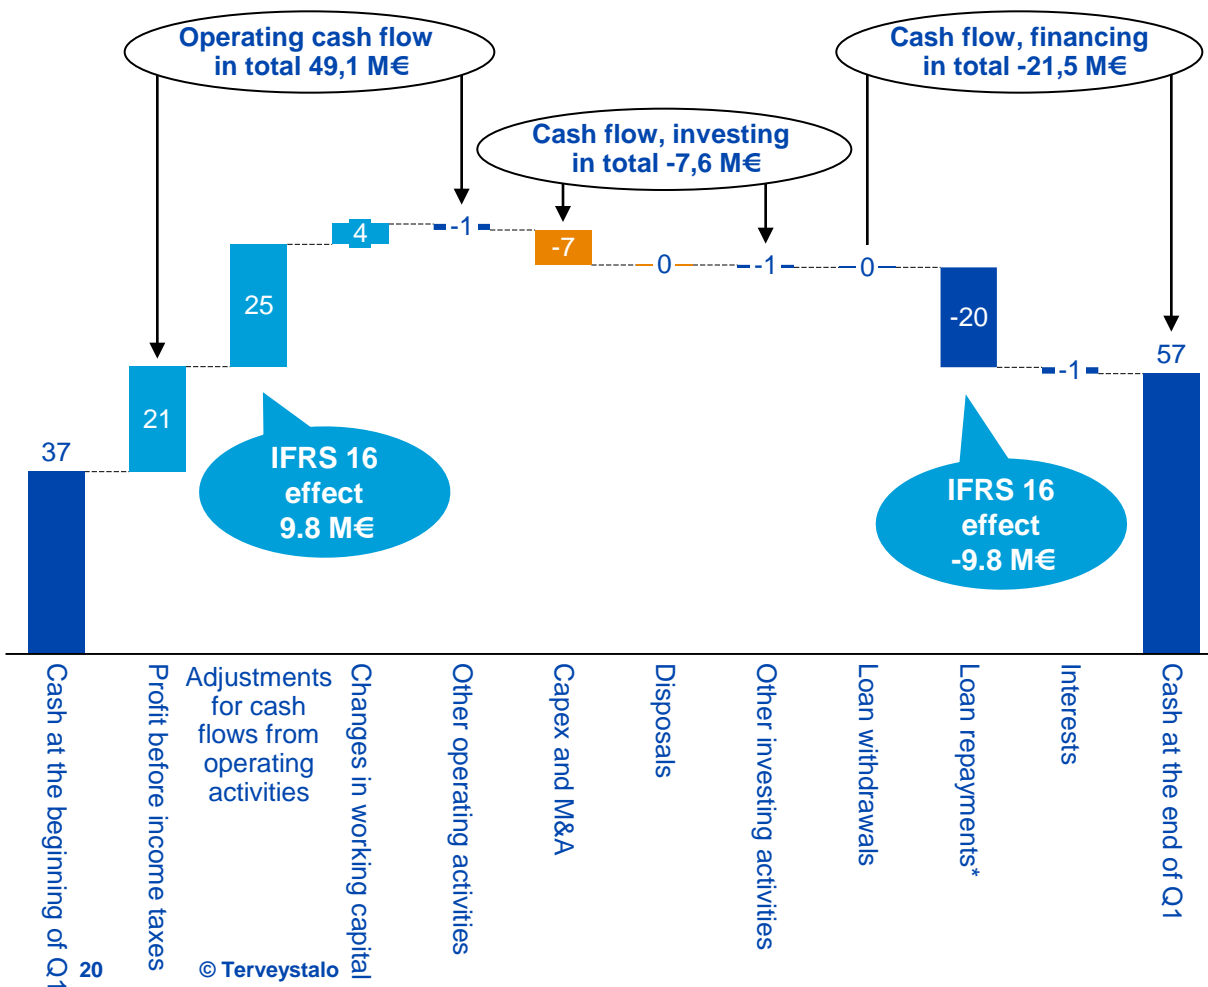 Operating cash flow
in total 49,1 M€
Cash flow, financing
in total -21,5 M€
Cash flow, investing
in total -7,6 M€
37
21
25
4
-1
-7
0
-1
0
-20
-1
57
IFRS 16
effect
9.8 M€
IFRS 16
effect
-9.8 M€
Cash at the beginning of Q1
Profit before income taxes
Adjustments
for cash
flows from
operating
activities
Changes in working capital
Other operating activities
Capex and M&A
Disposals
Other investing activities
Loan withdrawals
Loan repayments*
Interests
Cash at the end of Q1
20
© Terveystalo